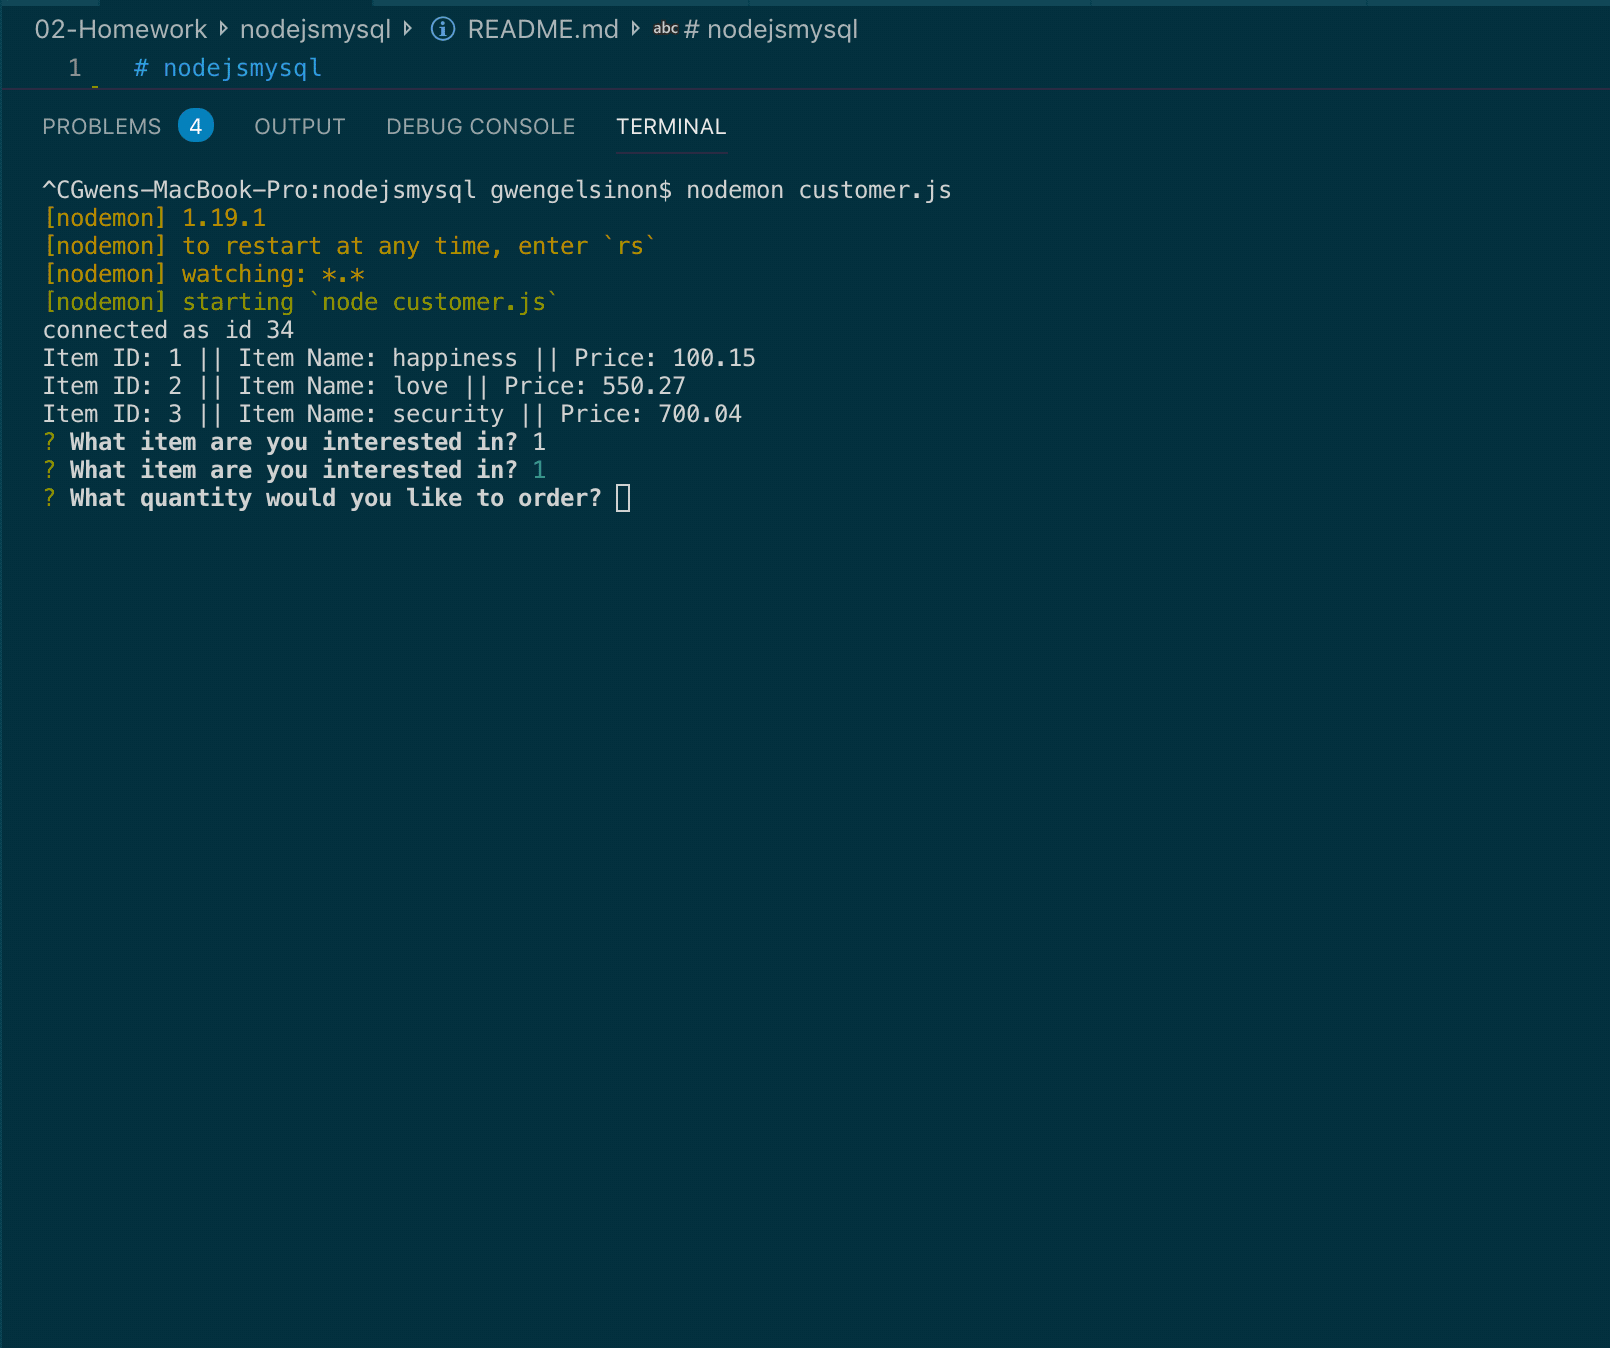 02-Homework README.md nodejsmysql README.md abc # nodejsmysql
1 # nodejsmysql
PROBLEMS 4 OUTPUT DEBUG CONSOLE TERMINAL
^CGwens-MacBook-Pro:nodejsmysql gwengelsinon$ nodemon customer.js
[nodemon] 1.19.1
[nodemon] to restart at any time, enter `rs`
[nodemon] watching: *.*
[nodemon] starting `node customer.js`
connected as id 34
Item ID: 1 || Item Name: happiness || Price: 100.15
Item ID: 2 || Item Name: love || Price: 550.27
Item ID: 3 || Item Name: security || Price: 700.04
? What item are you interested in? 1
? What item are you interested in? 1
? What quantity would you like to order?